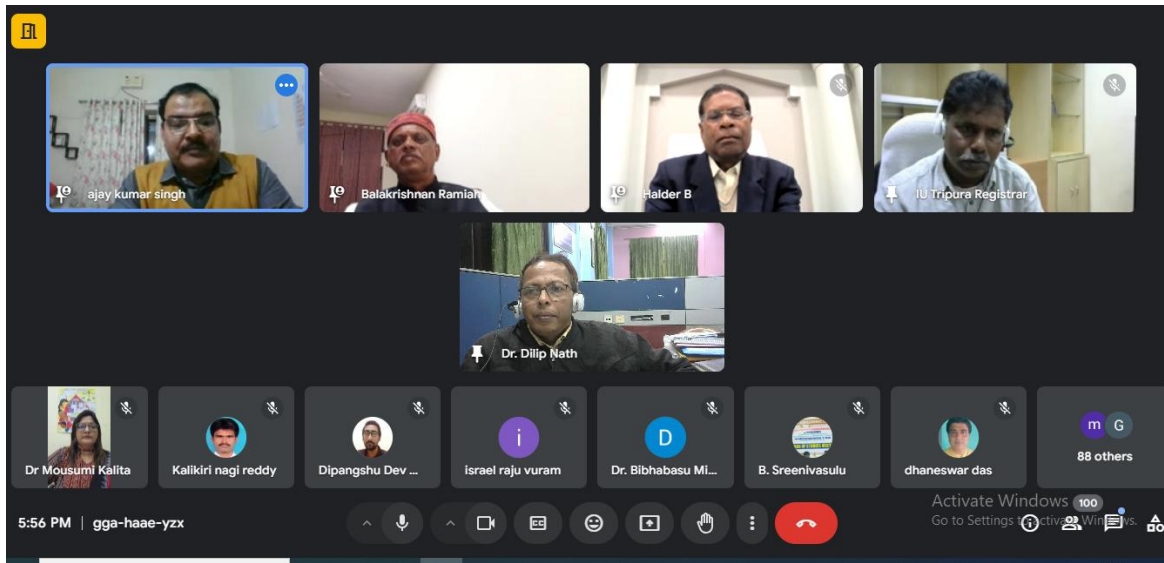 ajay kumar singh
Balakrishnan Ramiah
Halder B
IU Tripura Registrar
Dr. Dilip Nath
Dr Mousumi Kalita
Kalikiri nagi reddy
Dipangshu Dev ...
i
israel raju vuram
D
Dr. Bibhabasu Mi...
B. Sreenivasulu
dhaneswar das
m G
88 others
5:56 PM | gga-haae-yzx
CC
Activate Windows 100
Go to Settings to activate Windows.